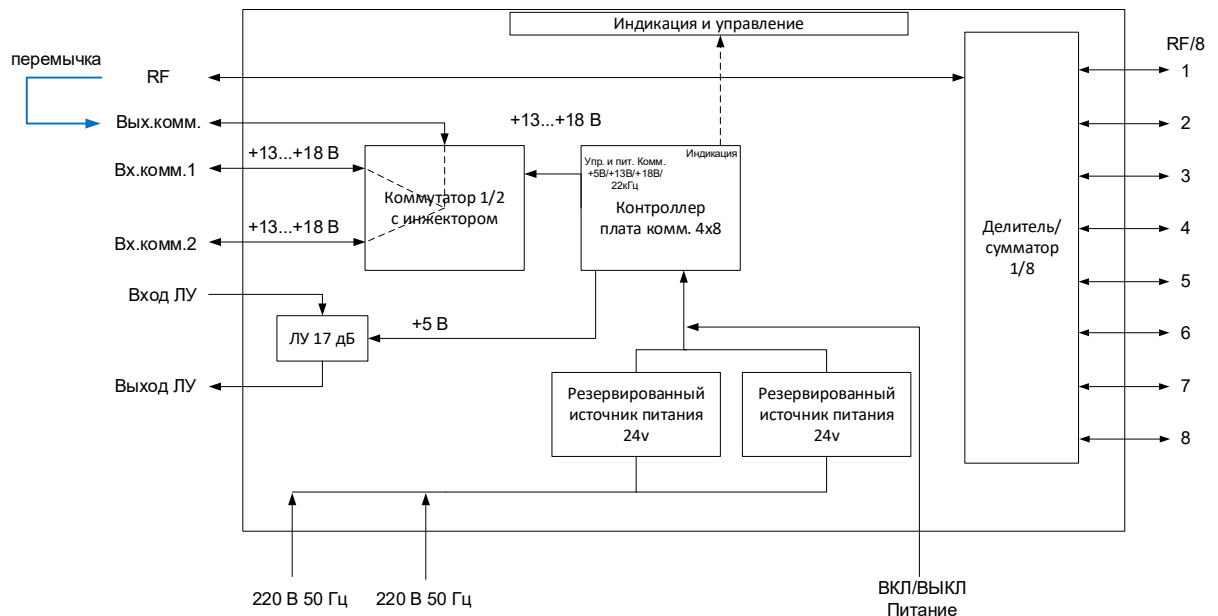 Индикация и управление
RF/8
перемычка
RF
1
Вых.комм.
+13...+18 В
2
+13...+18 В
Вх.комм.1
Упр. и пит. Комм.
+5В/+13В/+18В/
22кГц
Индикация
3
Коммутатор 1/2
с инжектором
Контроллер
плата комм. 4x8
Делитель/
сумматор
1/8
4
+13...+18 В
Вх.комм.2
5
Вход ЛУ
ЛУ 17 дБ
+5 В
6
Выход ЛУ
7
Резервированный
источник питания
24v
Резервированный
источник питания
24v
8
220 В 50 Гц
220 В 50 Гц
ВКЛ/ВЫКЛ
Питание